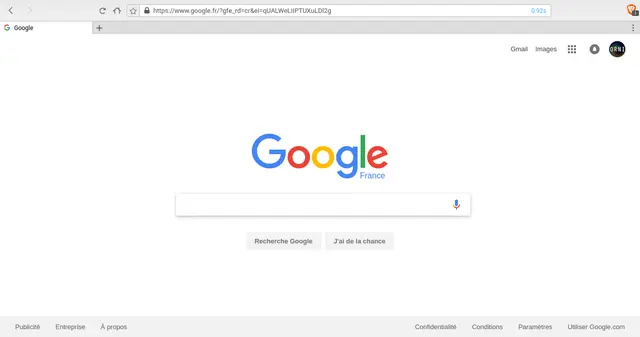 https://www.google.fr/?gfe_rd=cr&ei=qUALWeLIIPTUXuLDl2g
0.92s
Google
Gmail Images
ORNI
Google
France
Recherche Google J'ai de la chance
Publicité Entreprise À propos Confidentialité Conditions Paramètres Utiliser Google.com